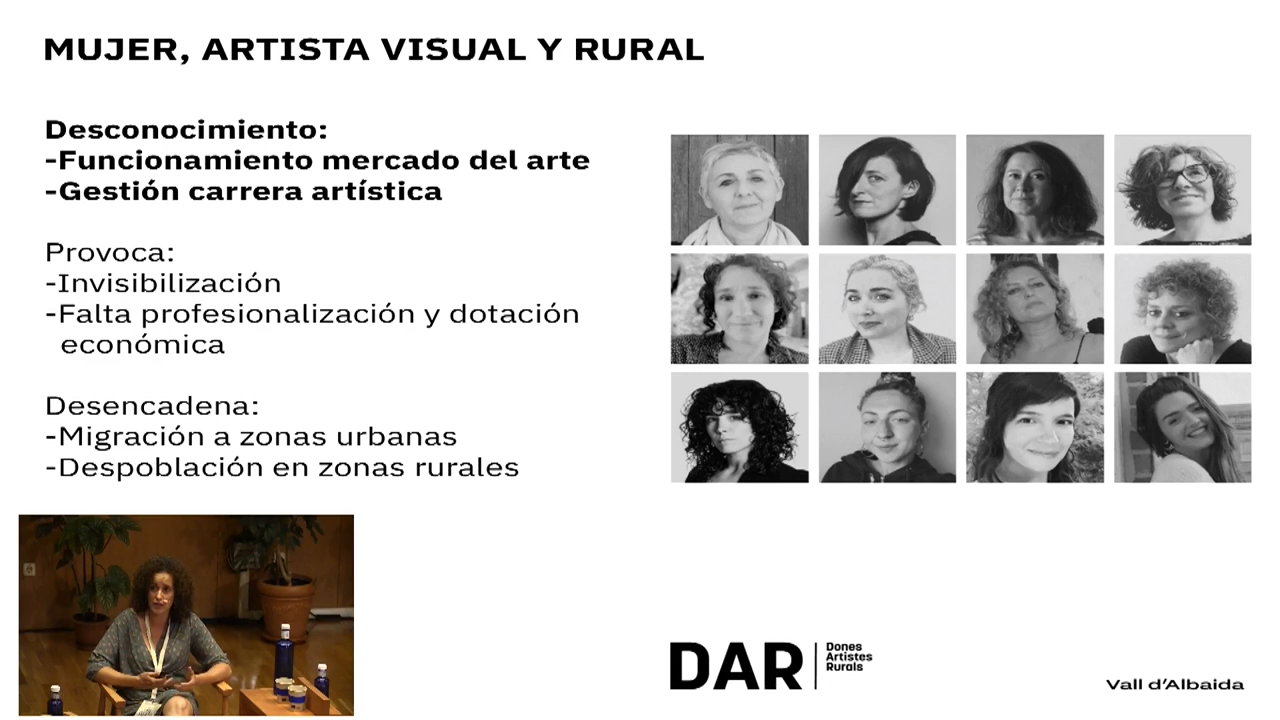 MUJER, ARTISTA VISUAL Y RURAL
Desconocimiento:
-Funcionamiento mercado del arte
-Gestión carrera artística
Provoca:
-Invisibilización
-Falta profesionalización y dotación
económica
Desencadena:
-Migración a zonas urbanas
-Despoblación en zonas rurales
DAR
Dones
Artistes
Rurals
Vall d'Albaida